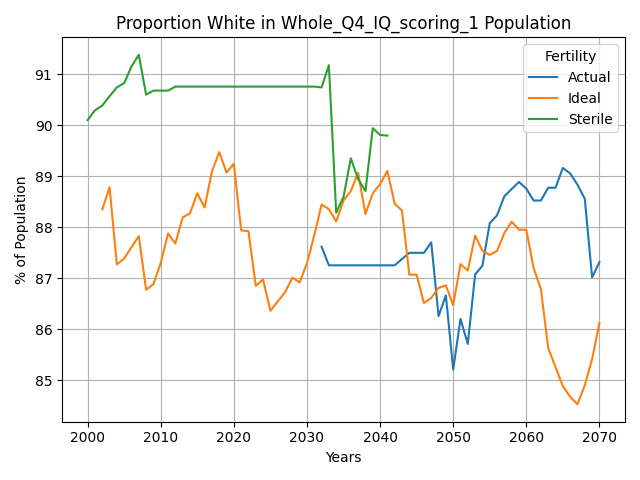 Proportion White in Whole_Q4_IQ_scoring_1 Population
Fertility
Actual
Ideal
Sterile
% of Population
91
90
89
88
87
86
85
2000
2010
2020
2030
2040
2050
2060
2070
Years